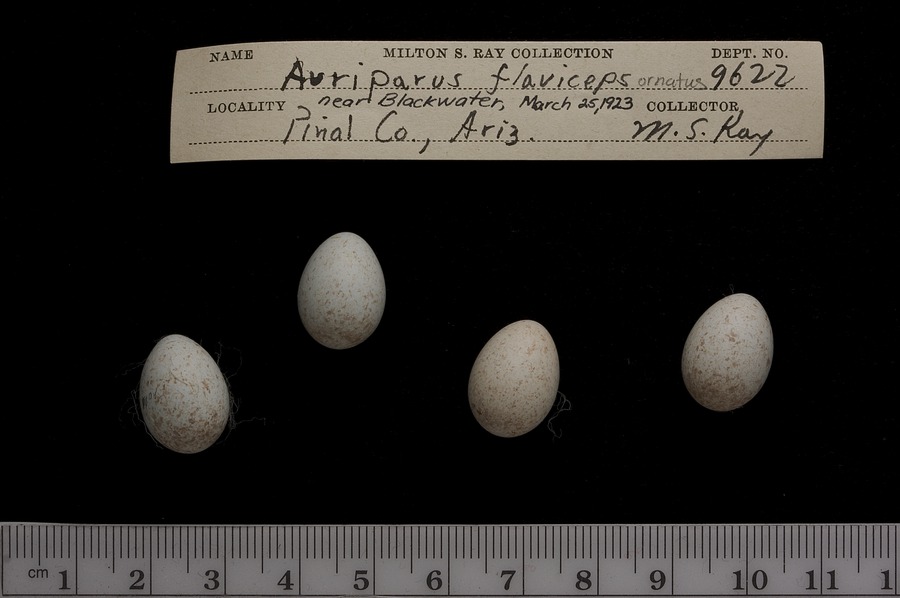 NAME MILTON S. RAY COLLECTION DEPT. NO.
Auriparus flaviceps ornatus 9622
LOCALITY near Blackwater, March 25, 1923 COLLECTOR
Pinal Co., Ariz. M. S. Ray
cm 1 2 3 4 5 6 7 8 9 10 11 1